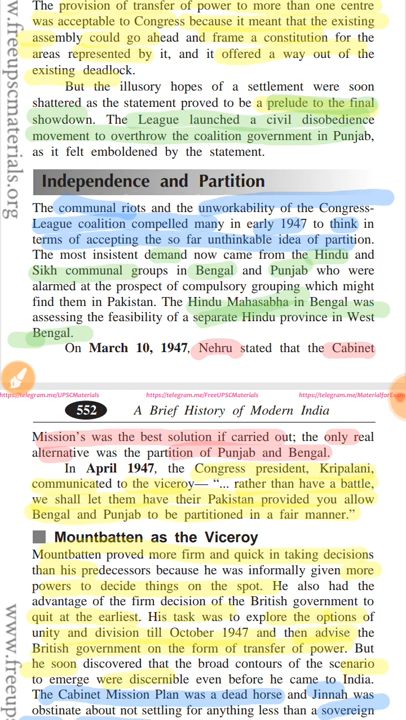 The provision of transfer of power to more than one centre
was acceptable to Congress because it meant that the existing
assembly could go ahead and frame a constitution for the
areas represented by it, and it offered a way out of the
existing deadlock.
But the illusory hopes of a settlement were soon
shattered as the statement proved to be a prelude to the final
showdown. The League launched a civil disobedience
movement to overthrow the coalition government in Punjab,
as it felt emboldened by the statement.
Independence and Partition
The communal riots and the unworkability of the Congress-
League coalition compelled many in early 1947 to think in
terms of accepting the so far unthinkable idea of partition.
The most insistent demand now came from the Hindu and
Sikh communal groups in Bengal and Punjab who were
alarmed at the prospect of compulsory grouping which might
find them in Pakistan. The Hindu Mahasabha in Bengal was
assessing the feasibility of a separate Hindu province in West
Bengal.
On March 10, 1947, Nehru stated that the Cabinet
https://telegram.me/UPSCMaterials https://telegram.me/FreeUPSCMaterials https://telegram.me/MaterialforExam
552 A Brief History of Modern India
Mission's was the best solution if carried out; the only real
alternative was the partition of Punjab and Bengal.
In April 1947, the Congress president, Kripalani,
communicated to the viceroy— “... rather than have a battle,
we shall let them have their Pakistan provided you allow
Bengal and Punjab to be partitioned in a fair manner.”
Mountbatten as the Viceroy
Mountbatten proved more firm and quick in taking decisions
than his predecessors because he was informally given more
powers to decide things on the spot. He also had the
advantage of the firm decision of the British government to
quit at the earliest. His task was to explore the options of
unity and division till October 1947 and then advise the
British government on the form of transfer of power. But
he soon discovered that the broad contours of the scenario
to emerge were discernible even before he came to India.
The Cabinet Mission Plan was a dead horse and Jinnah was
obstinate about not settling for anything less than a sovereign
www.freeupscmaterials.org
www.freeups